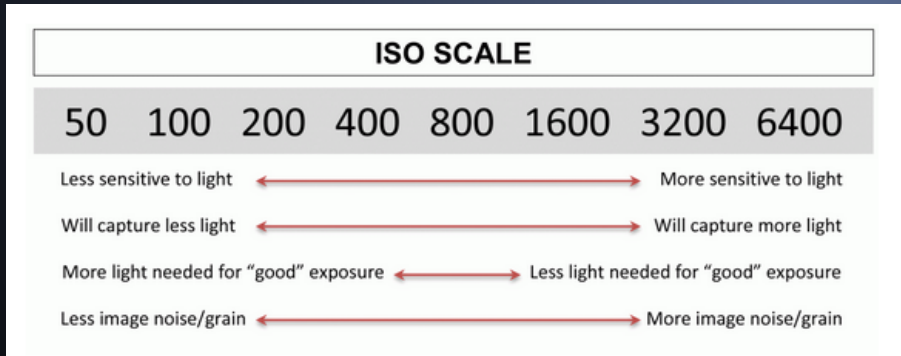 ISO SCALE
50 100 200 400 800 1600 3200 6400
Less sensitive to light More sensitive to light
Will capture less light Will capture more light
More light needed for “good” exposure Less light needed for “good” exposure
Less image noise/grain More image noise/grain